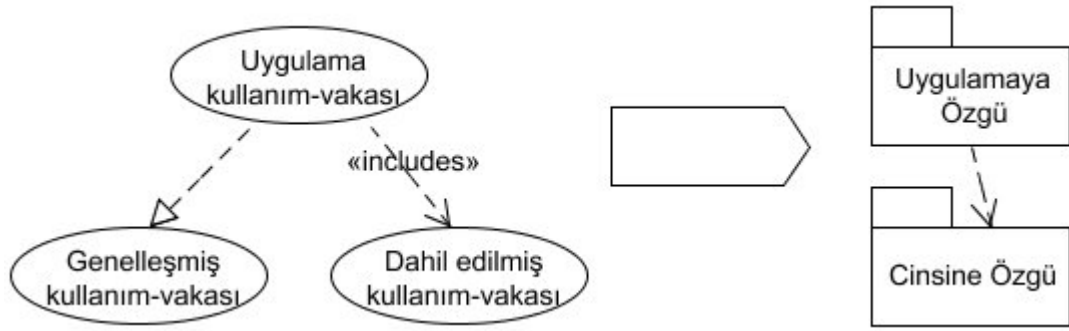 Uygulama
kullanım-vakası
«includes»
Genelleşmiş
kullanım-vakası
Dahil edilmiş
kullanım-vakası
Uygulamaya
Özgü
Cinsine Özgü